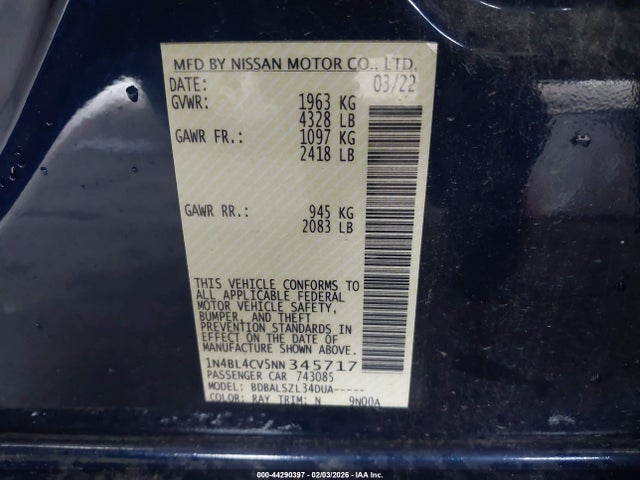 MFD BY NISSAN MOTOR CO., LTD.
DATE: 03/22
GVWR: 1963 KG
4328 LB
GAWR FR.: 1097 KG
2418 LB
GAWR RR.: 945 KG
2083 LB
THIS VEHICLE CONFORMS TO
ALL APPLICABLE FEDERAL
MOTOR VEHICLE SAFETY,
BUMPER, AND THEFT
PREVENTION STANDARDS IN
EFFECT ON THE DATE OF
MANUFACTURE SHOWN ABOVE.
1N4BL4CV5NN345717
PASSENGER CAR 743085
MODEL: BDBALSZL34DUA-----
COLOR: RAY TRIM: N 9N00A
000-44290397 - 02/03/2026 - IAA Inc.